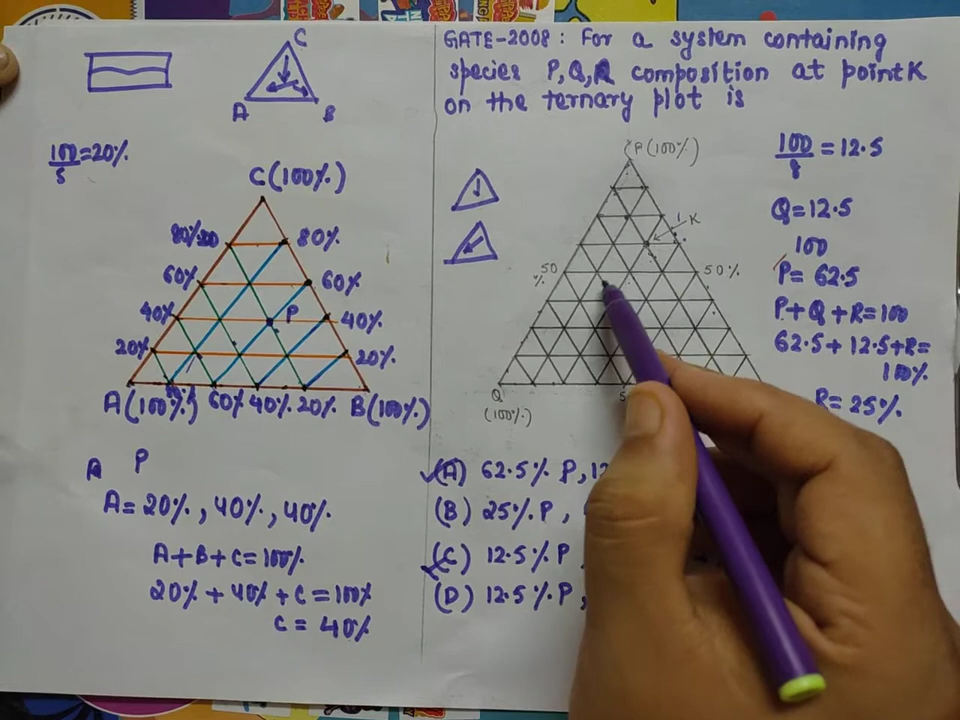 C
A
B
100/5 = 20%
C (100%)
80%
80%
60%
60%
40%
P
40%
20%
20%
A (100%) 60% 40% 20% B (100%)
A P
A = 20%, 40%, 40%
A+B+C = 100%
20% + 40% + C = 100%
C = 40%
GATE-2008 : For a system containing
species P, Q, R composition at point K
on the ternary plot is
P (100%)
K
50
%
50%
Q
(100%)
100/8 = 12.5
Q = 12.5
100
P = 62.5
P+Q+R = 100
62.5 + 12.5 + R =
100%
R = 25%
(A) 62.5% P, 12
(B) 25% P,
(C) 12.5% P
(D) 12.5% P,